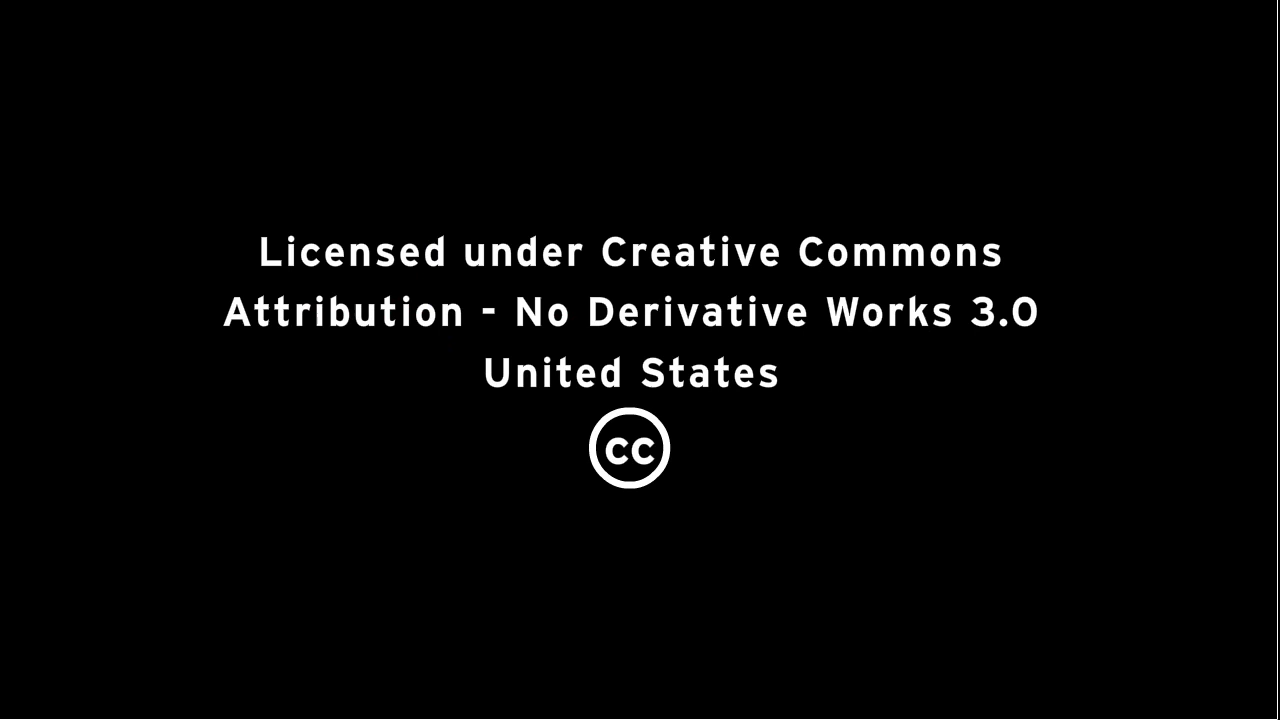 Licensed under Creative Commons
Attribution - No Derivative Works 3.0
United States
cc